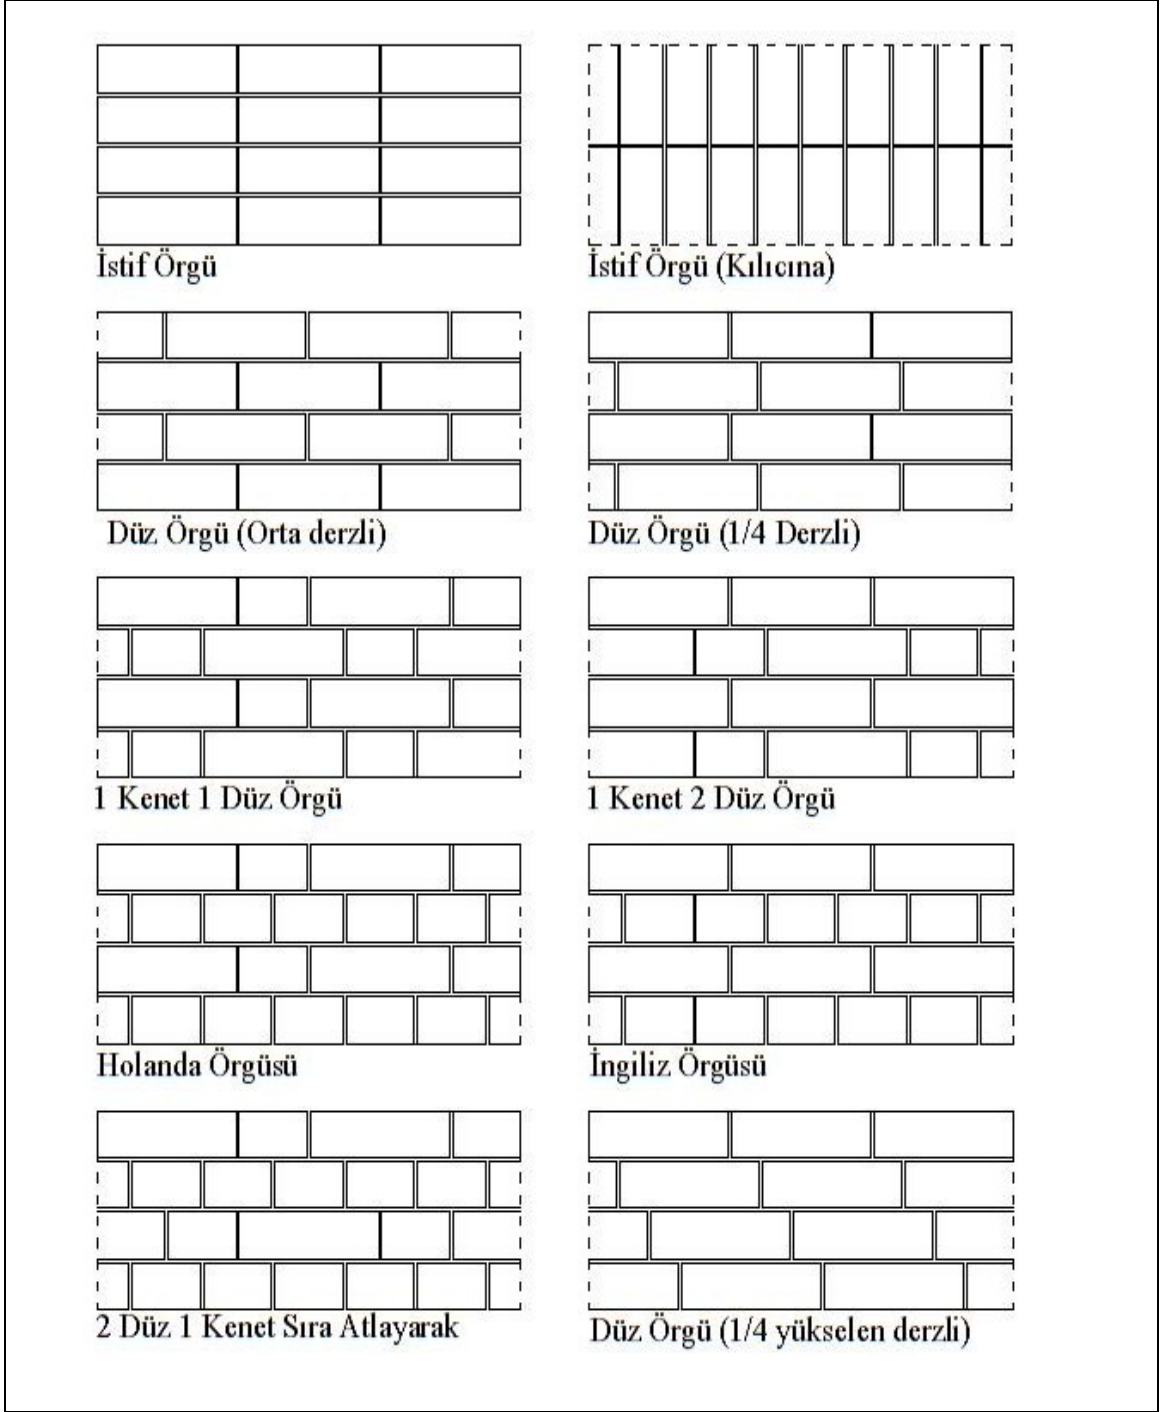 İstif Örgü
İstif Örgü (Kılıcına)
Düz Örgü (Orta derzli)
Düz Örgü (1/4 Derzli)
1 Kenet 1 Düz Örgü
1 Kenet 2 Düz Örgü
Holanda Örgüsü
İngiliz Örgüsü
2 Düz 1 Kenet Sıra Atlayarak
Düz Örgü (1/4 yükselen derzli)